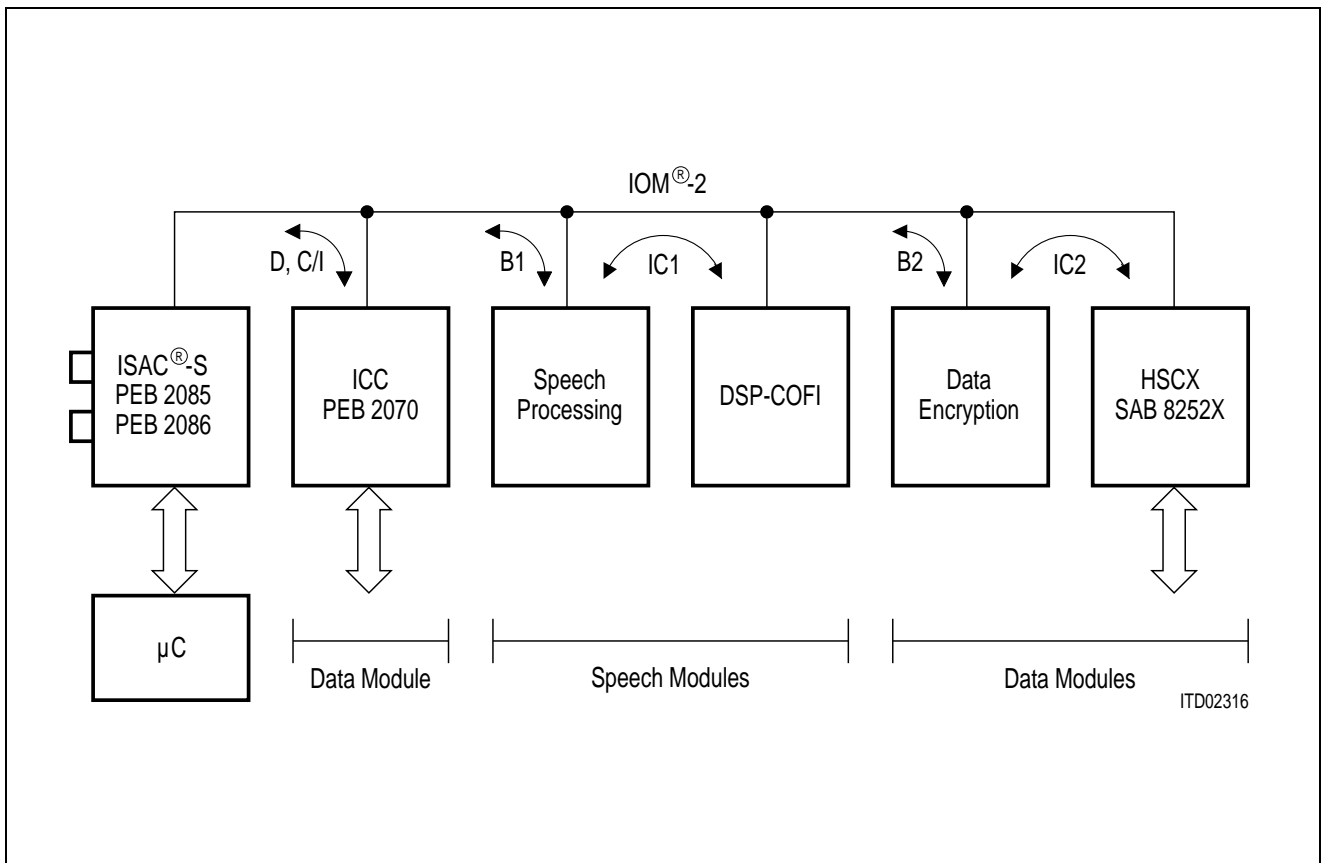 IOM®-2
D, C/I
B1
IC1
B2
IC2
ISAC®-S
PEB 2085
PEB 2086
ICC
PEB 2070
Speech
Processing
DSP-COFI
Data
Encryption
HSCX
SAB 8252X
µC
Data Module
Speech Modules
Data Modules
ITD02316